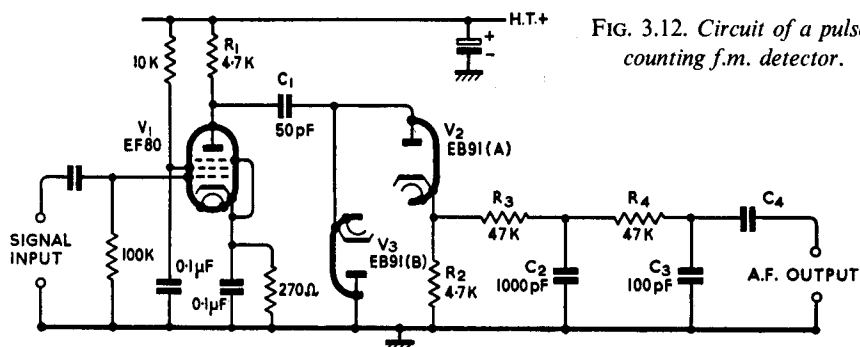 H.T.+
FIG. 3.12. Circuit of a puls
counting f.m. detector.
+
-
10K
R1
4.7K
C1
50pF
V1
EF80
V2
EB91(A)
R3
47K
R4
47K
C4
SIGNAL
INPUT
100K
0.1µF
0.1µF
270Ω
V3
EB91(B)
R2
4.7K
C2
1000pF
C3
100pF
A.F. OUTPUT